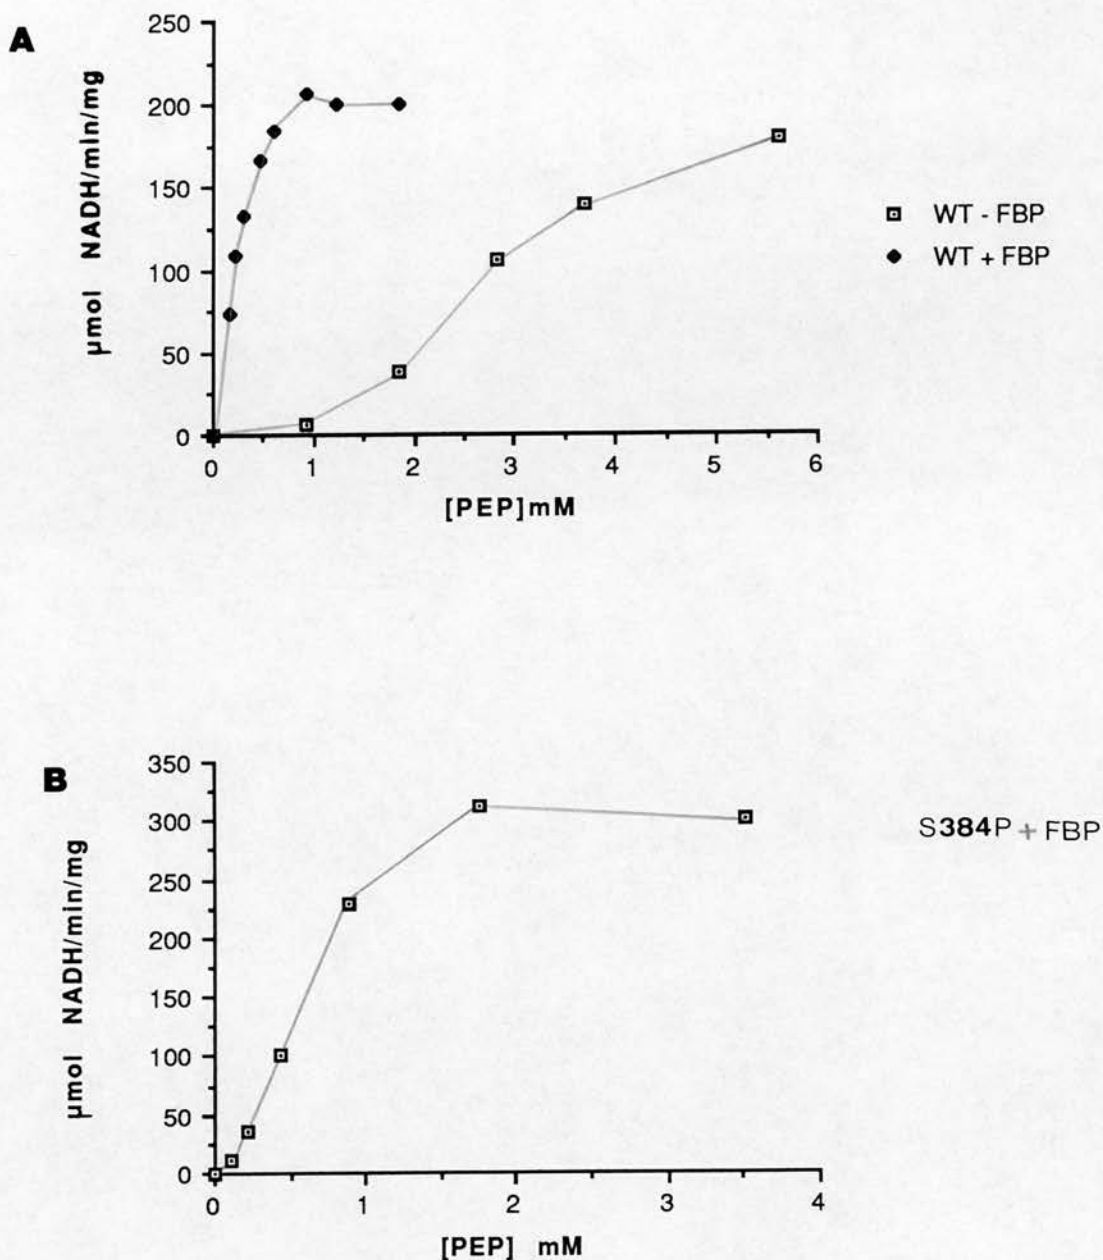 A
250
200
150
100
50
0
µmol NADH/min/mg
0 1 2 3 4 5 6
[PEP]mM
WT - FBP
WT + FBP
B
350
300
250
200
150
100
50
0
µmol NADH/min/mg
0 1 2 3 4
[PEP] mM
S384P + FBP